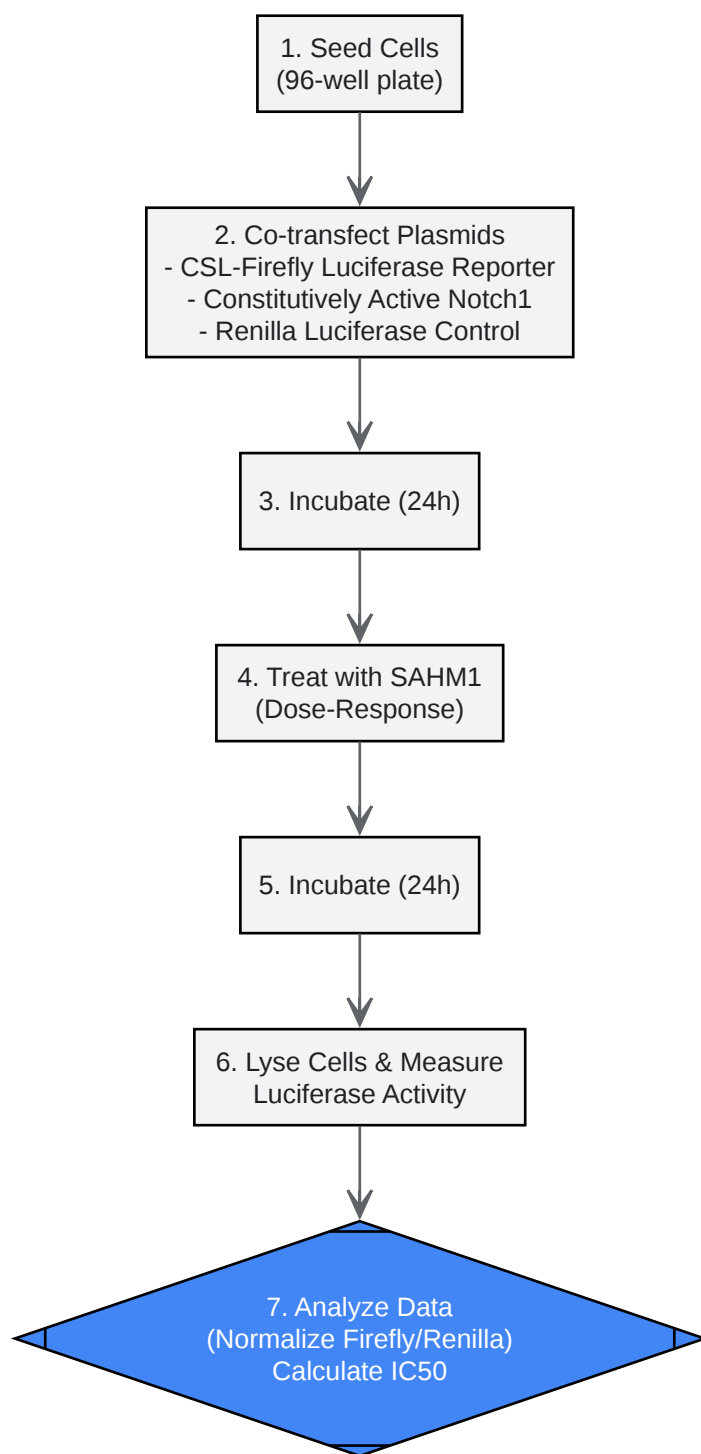 1. Seed Cells
(96-well plate)
2. Co-transfect Plasmids
- CSL-Firefly Luciferase Reporter
- Constitutively Active Notch1
- Renilla Luciferase Control
3. Incubate (24h)
4. Treat with SAHM1
(Dose-Response)
5. Incubate (24h)
6. Lyse Cells & Measure
Luciferase Activity
7. Analyze Data
(Normalize Firefly/Renilla)
Calculate IC50